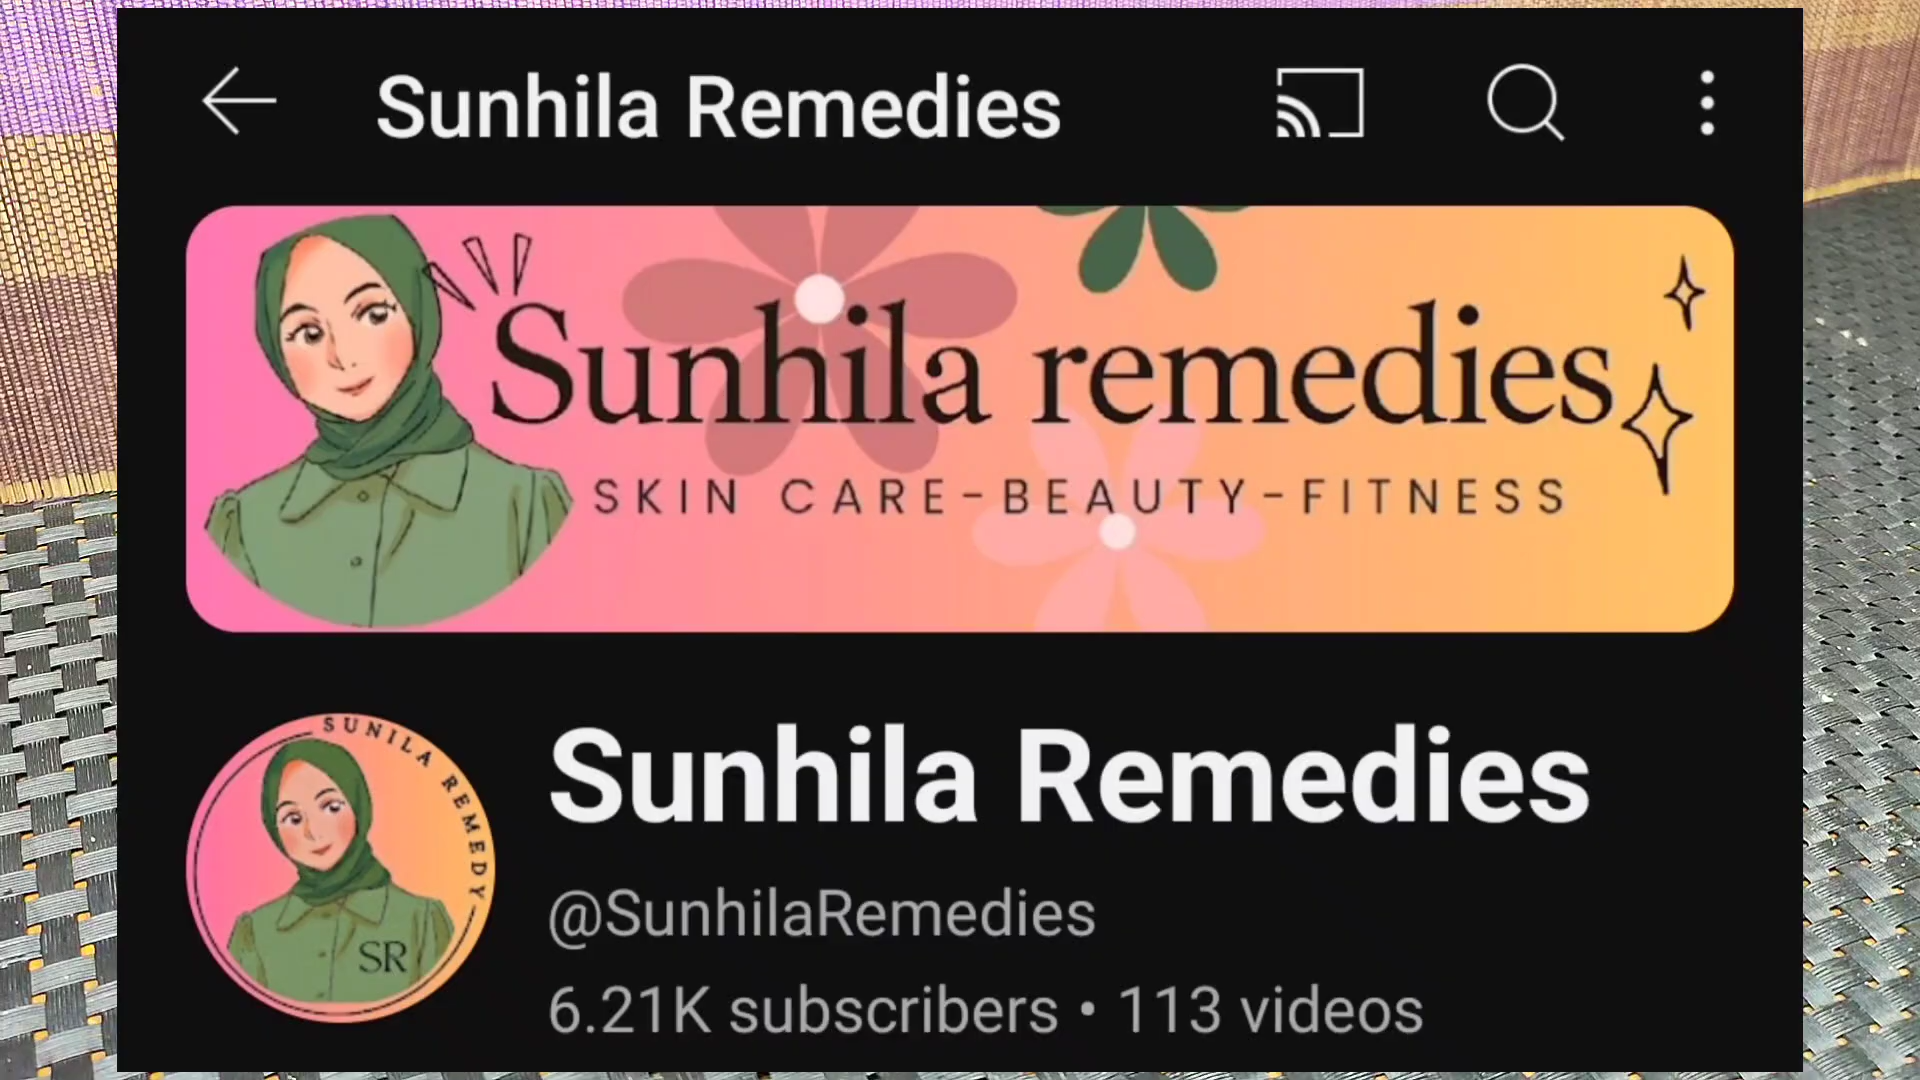 Sunhila Remedies
Sunhila remedies
SKIN CARE-BEAUTY-FITNESS
SUNILA REMEDY
SR
Sunhila Remedies
@SunhilaRemedies
6.21K subscribers • 113 videos